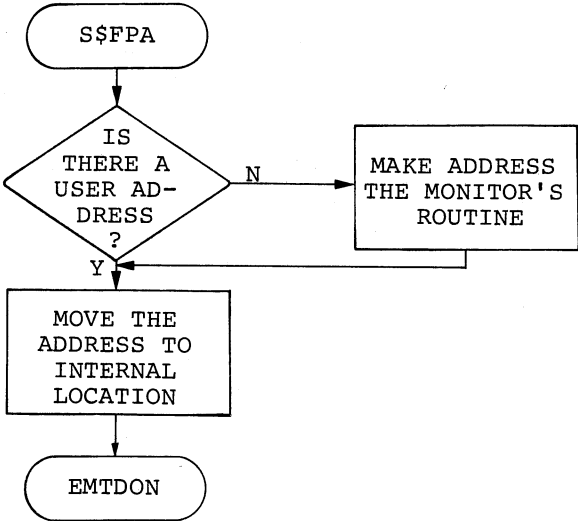 S$FPA
IS
THERE A
USER AD-
DRESS
?
N
MAKE ADDRESS
THE MONITOR'S
ROUTINE
Y
MOVE THE
ADDRESS TO
INTERNAL
LOCATION
EMTDON